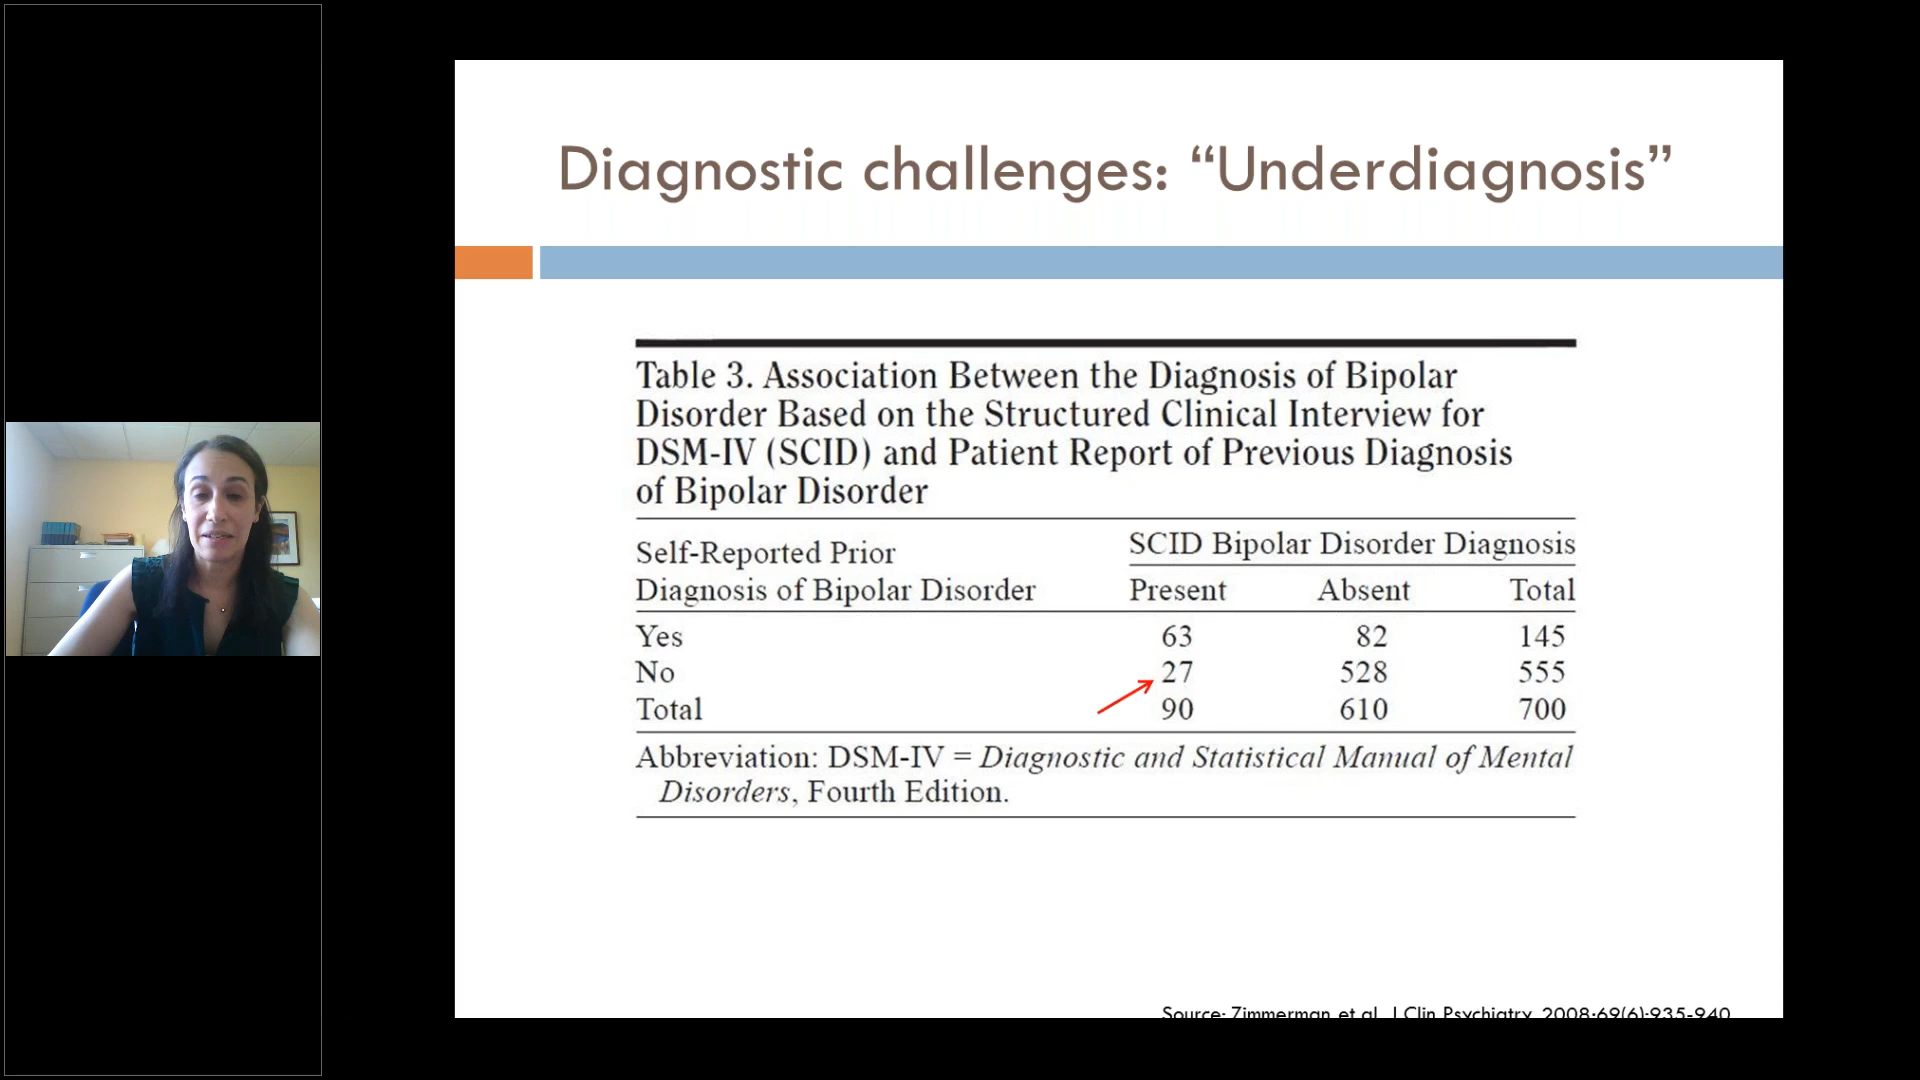 Diagnostic challenges: “Underdiagnosis”
Table 3. Association Between the Diagnosis of Bipolar
Disorder Based on the Structured Clinical Interview for
DSM-IV (SCID) and Patient Report of Previous Diagnosis
of Bipolar Disorder
Self-Reported Prior SCID Bipolar Disorder Diagnosis
Diagnosis of Bipolar Disorder Present Absent Total
Yes 63 82 145
No 27 528 555
Total 90 610 700
Abbreviation: DSM-IV = Diagnostic and Statistical Manual of Mental
Disorders, Fourth Edition.
Source: Zimmerman et al. J Clin Psychiatry. 2008;69(6):935-940